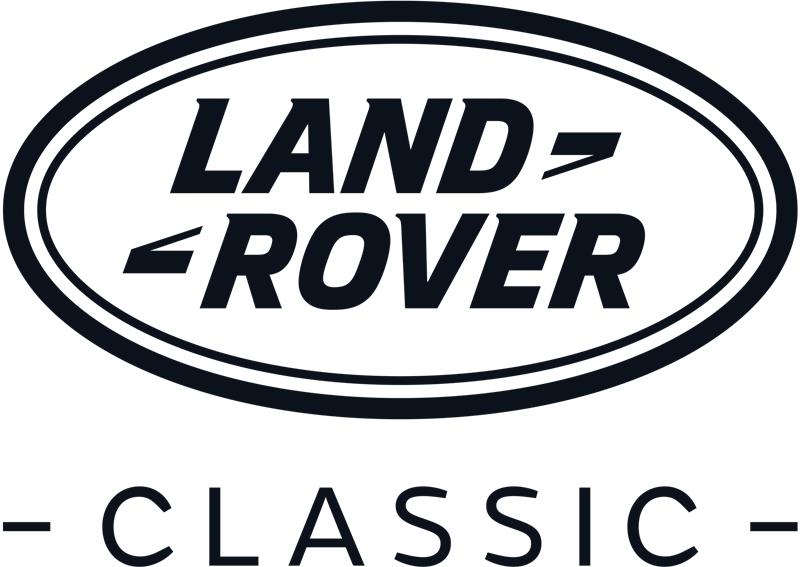 LAND
ROVER
- CLASSIC -